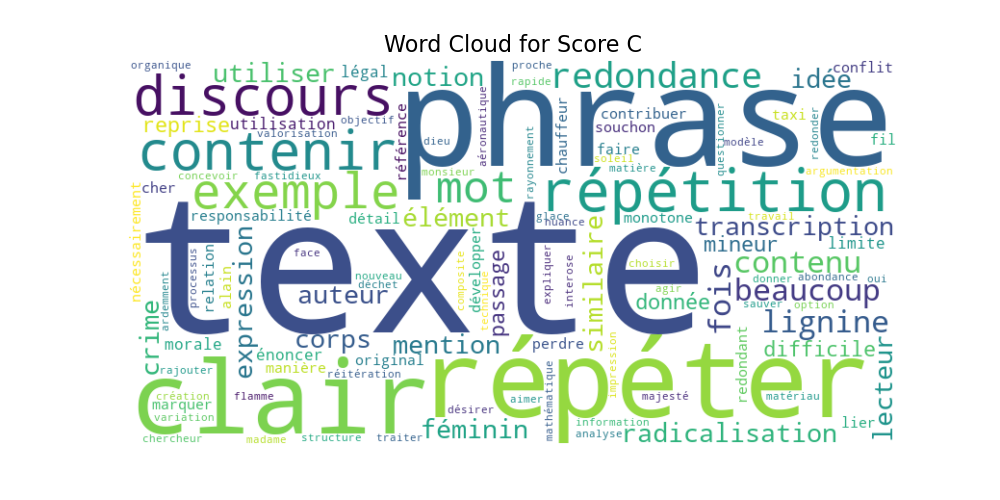 Word Cloud for Score C
organique
utiliser
légal
notion
proche
rapide
redondance
idée
conflit
discours
phrase
reprise
utilisation
objectif
valorisation
référence
dieu
aéronautique
chauffeur
contribuer
souchon
faire
soleil
matière
questionner
modèle
taxi
redonder
fil
argumentation
contenir
concevoir
fastidieux
monsieur
rayonnement
cher
exemple
mot
répétition
nécessairement
responsabilité
détail
élément
glace
nuance
monotone
travail
transcription
texte
face
processus
relation
alain
expression
nouveau
déchet
auteur
composite
technique
développer
passage
expliquer
interose
similaire
choisir
agir
donnée
fois
mineur
limite
contenu
donner
abondance
oui
beaucoup
sauver
option
ardemment
crime
morale
corps
mention
perdre
lignine
difficile
lecteur
énoncer
original
manière
réitération
rajouter
clair
répéter
création
flamme
marquer
variation
chercheur
madame
structure
traiter
féminin
désirer
aimer
mathématique
impression
majesté
redondant
matériau
information
analyse
radicalisation
lier